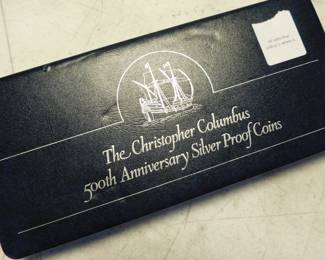 The Christopher Columbus
500th Anniversary Silver Proof Coins